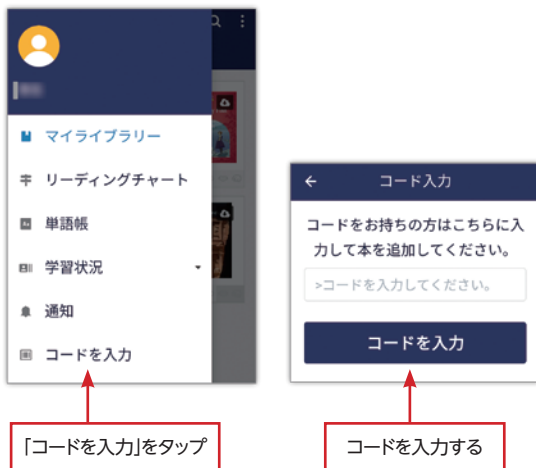 マイライブラリー
リーディングチャート
単語帳
学習状況
通知
コードを入力
「コードを入力」をタップ
コード入力
コードをお持ちの方はこちらに入
力して本を追加してください。
>コードを入力してください。
コードを入力
コードを入力する